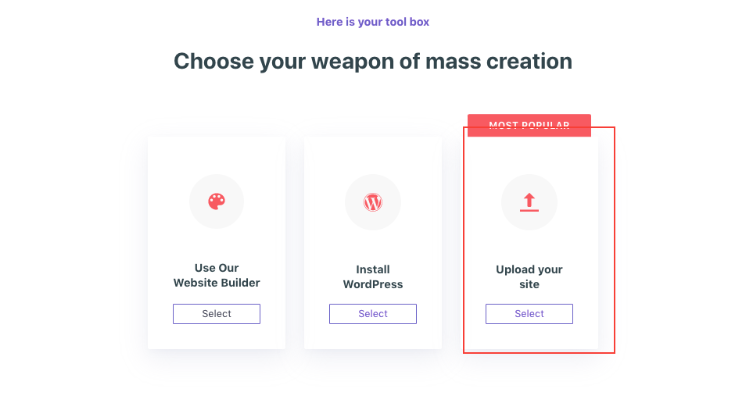 Here is your tool box
Choose your weapon of mass creation
MOST POPULAR
Use Our
Website Builder
Select
Install
WordPress
Select
Upload your
site
Select